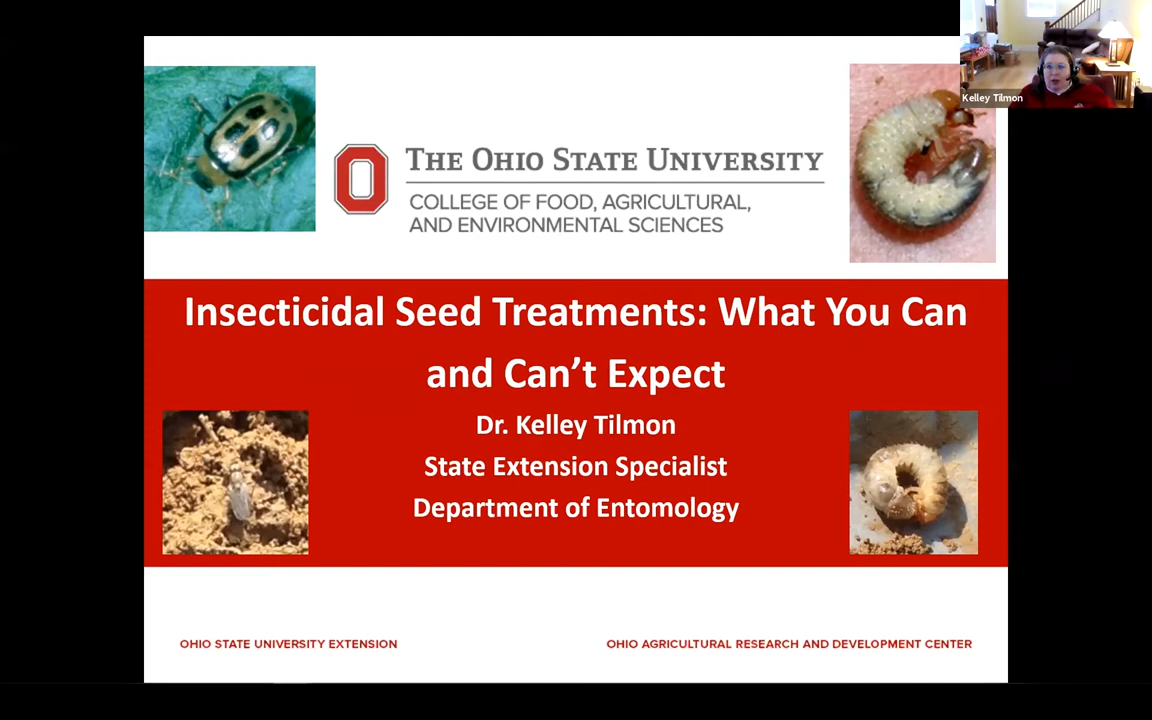 Kelley Tilmon
THE OHIO STATE UNIVERSITY
COLLEGE OF FOOD, AGRICULTURAL,
AND ENVIRONMENTAL SCIENCES
Insecticidal Seed Treatments: What You Can
and Can’t Expect
Dr. Kelley Tilmon
State Extension Specialist
Department of Entomology
OHIO STATE UNIVERSITY EXTENSION
OHIO AGRICULTURAL RESEARCH AND DEVELOPMENT CENTER